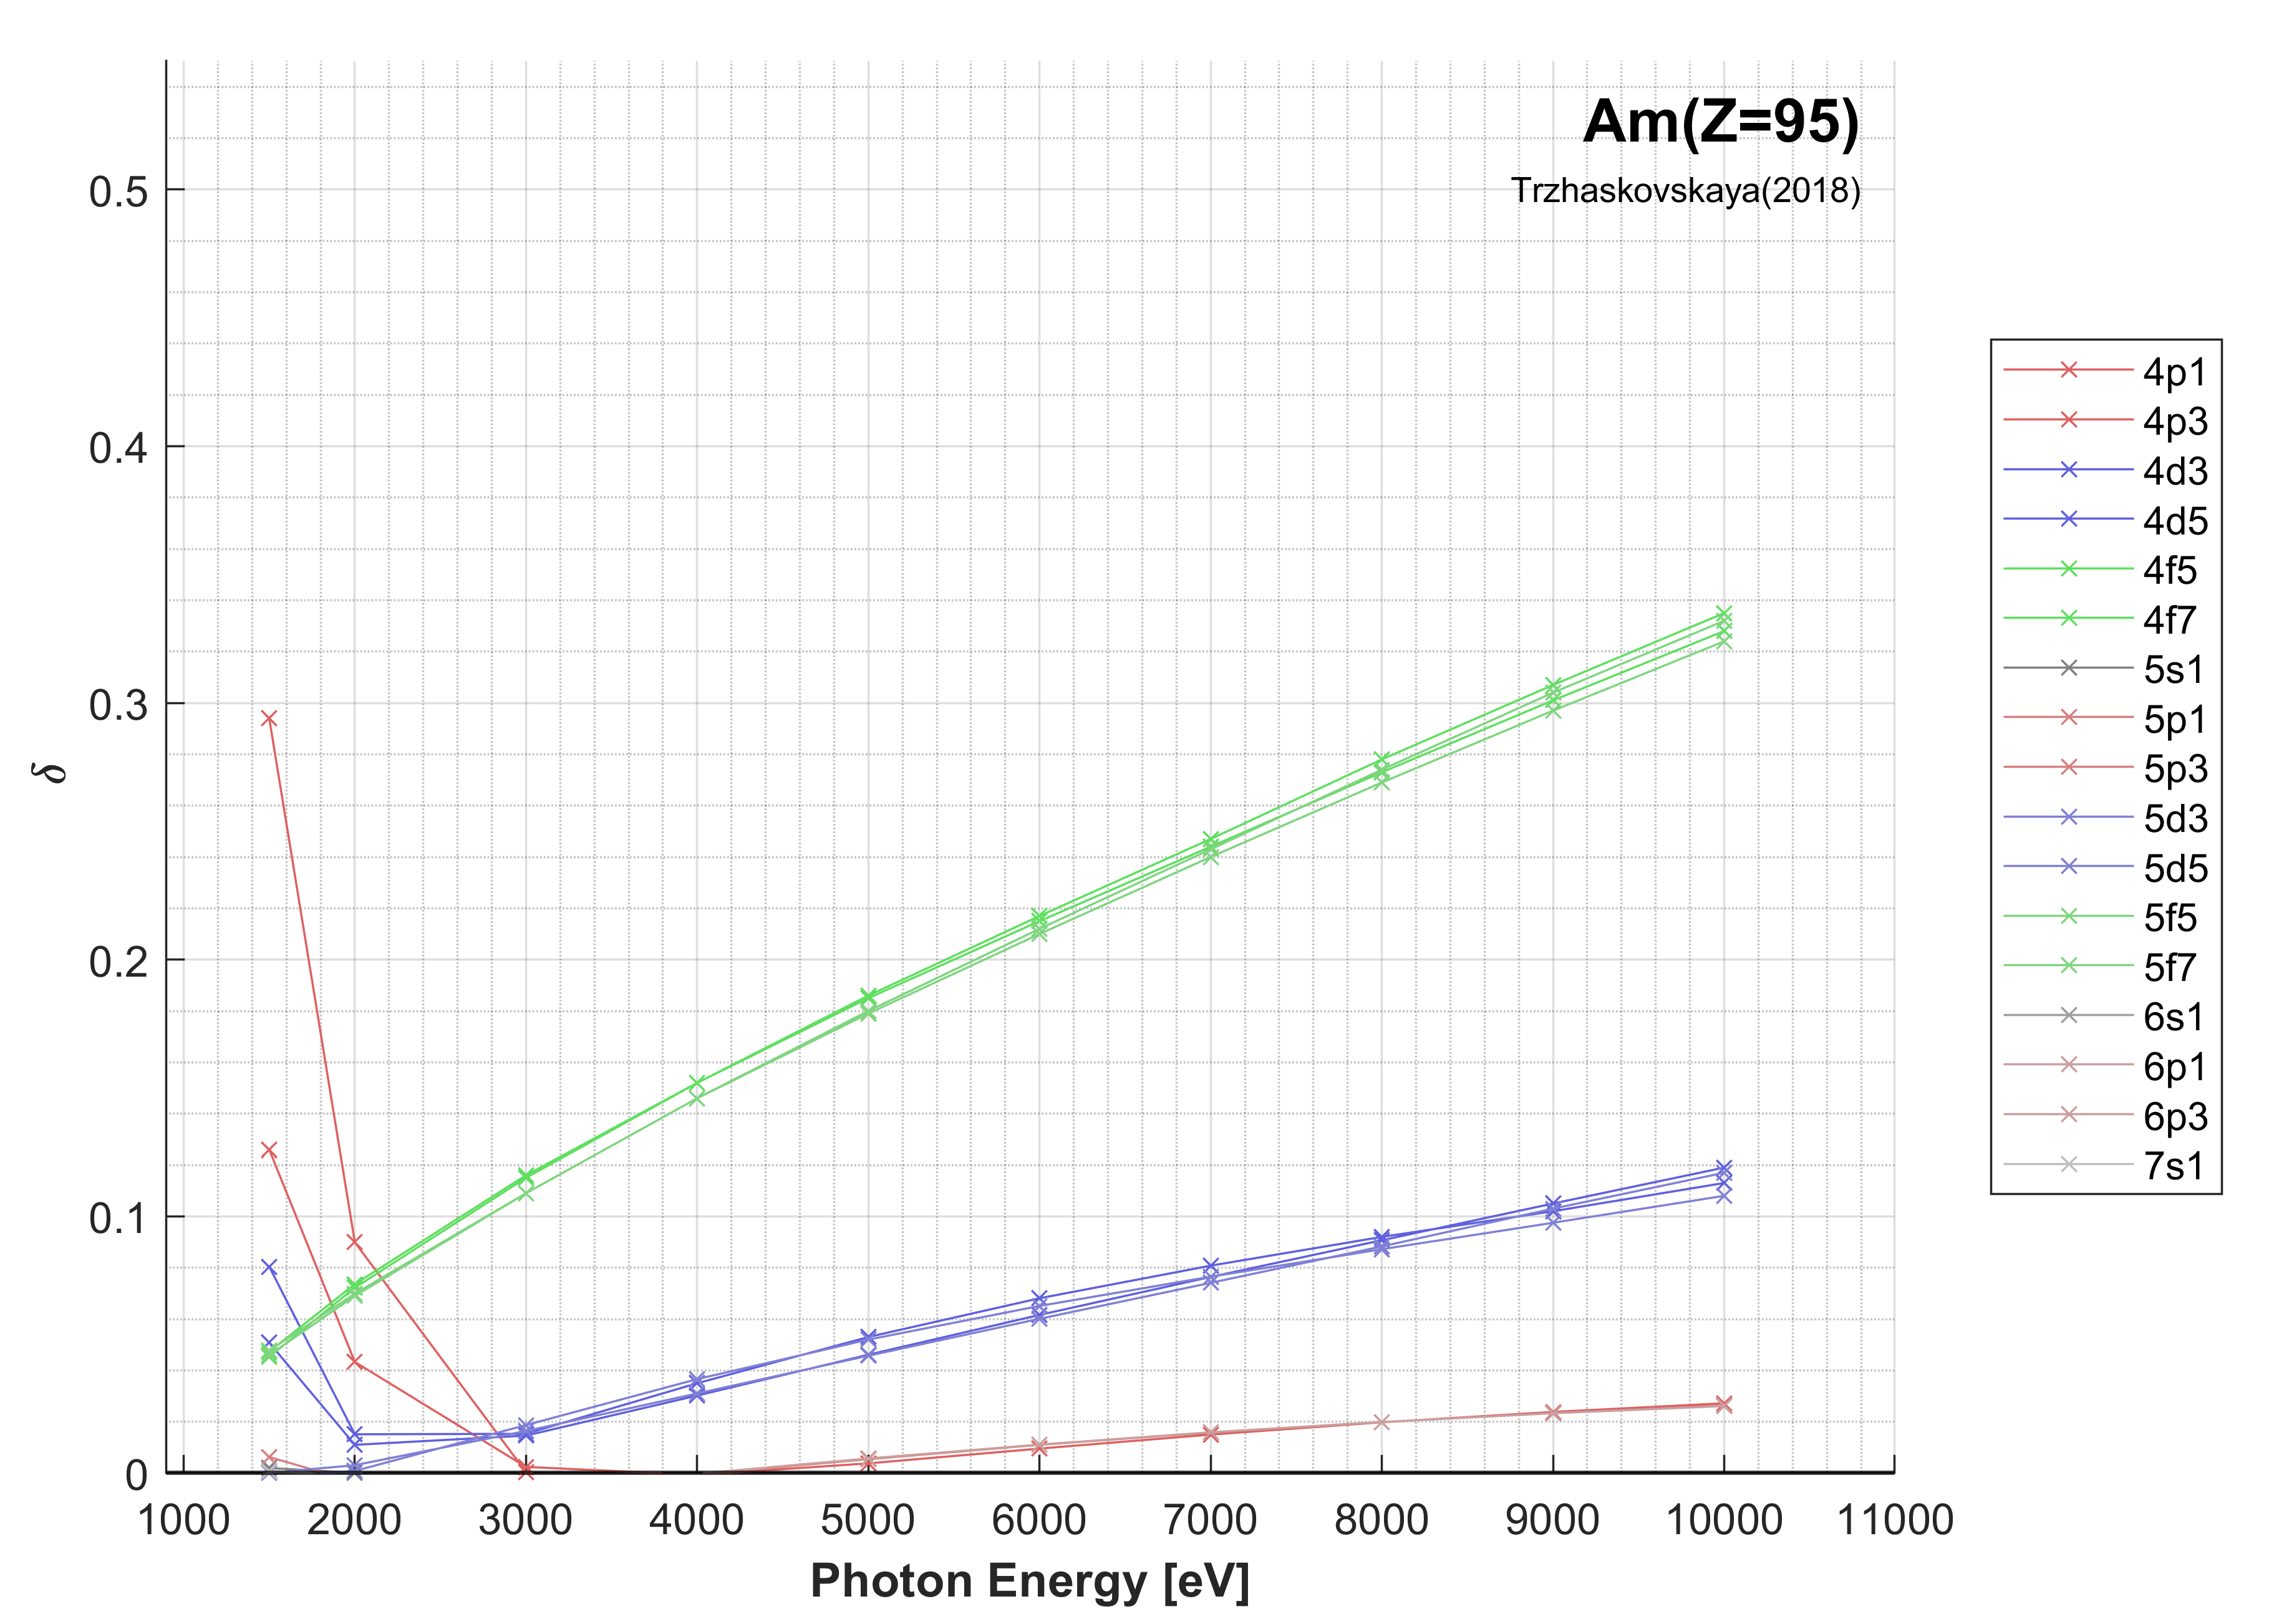 Am(Z=95)
Trzhaskovskaya(2018)
0.5
0.4
0.3
0.2
0.1
0
δ
1000 2000 3000 4000 5000 6000 7000 8000 9000 10000 11000
Photon Energy [eV]
4p1
4p3
4d3
4d5
4f5
4f7
5s1
5p1
5p3
5d3
5d5
5f5
5f7
6s1
6p1
6p3
7s1